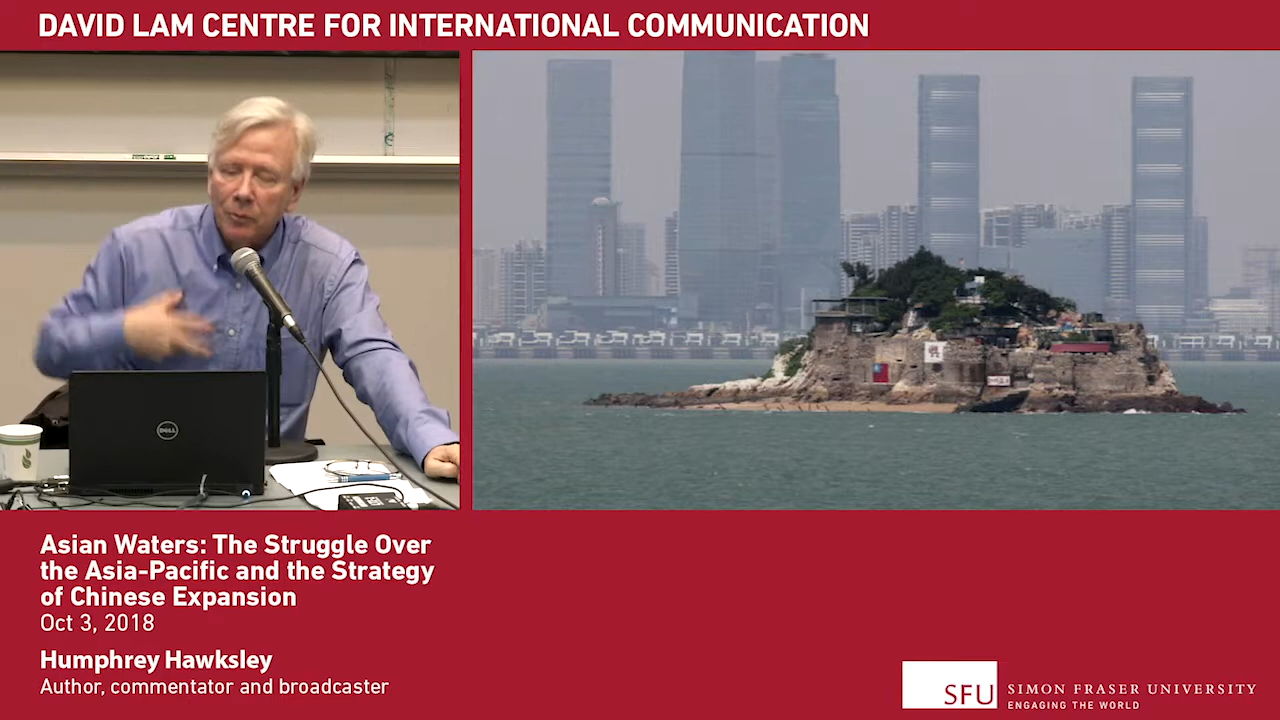 DAVID LAM CENTRE FOR INTERNATIONAL COMMUNICATION
DELL
Asian Waters: The Struggle Over
the Asia-Pacific and the Strategy
of Chinese Expansion
Oct 3, 2018
Humphrey Hawksley
Author, commentator and broadcaster
SFU
SIMON FRASER UNIVERSITY
ENGAGING THE WORLD